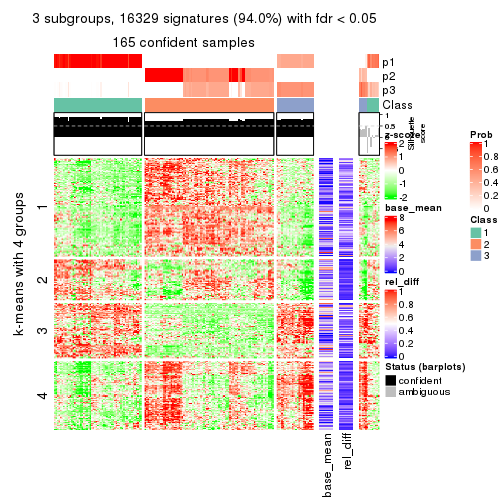 3 subgroups, 16329 signatures (94.0%) with fdr < 0.05
165 confident samples
p1
p2
p3
Class
1
0.5
0
Silhouette
score
k-means with 4 groups
1
2
3
4
base_mean
rel_diff
z-score
2
1
0
-1
-2
base_mean
8
6
4
2
0
rel_diff
1
0.8
0.6
0.4
0.2
0
Status (barplots)
confident
ambiguous
Prob
1
0.8
0.6
0.4
0.2
0
Class
1
2
3